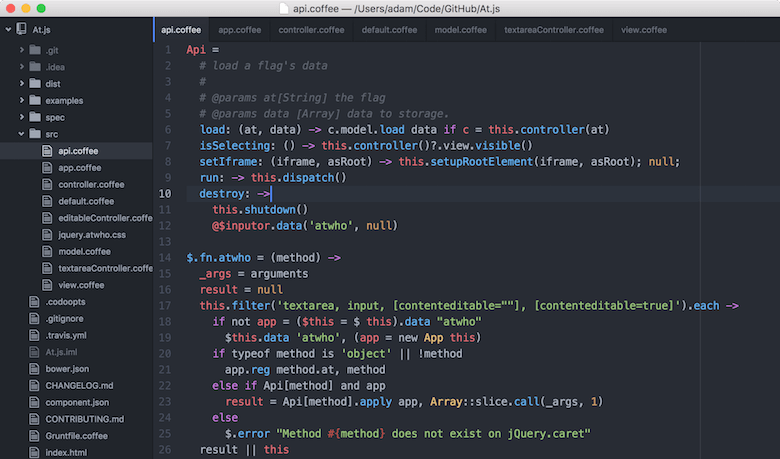 api.coffee — /Users/adam/Code/GitHub/At.js
At.js
.git
.idea
dist
examples
spec
src
api.coffee
app.coffee
controller.coffee
default.coffee
editableController.coffee
jquery.atwho.css
model.coffee
textareaController.coffee
view.coffee
.codoopts
.gitignore
.travis.yml
At.js.iml
bower.json
CHANGELOG.md
component.json
CONTRIBUTING.md
Gruntfile.coffee
index.html
api.coffee app.coffee controller.coffee default.coffee model.coffee textareaController.coffee view.coffee
1 Api =
2 # load a flag's data
3 #
4 # @params at[String] the flag
5 # @params data [Array] data to storage.
6 load: (at, data) -> c.model.load data if c = this.controller(at)
7 isSelecting: () -> this.controller()?.view.visible()
8 setIframe: (iframe, asRoot) -> this.setupRootElement(iframe, asRoot); null;
9 run: -> this.dispatch()
10 destroy: ->
11 this.shutdown()
12 @$inputor.data('atwho', null)
13
14 $.fn.atwho = (method) ->
15 _args = arguments
16 result = null
17 this.filter('textarea, input, [contenteditable=""], [contenteditable=true]').each ->
18 if not app = ($this = $ this).data "atwho"
19 $this.data 'atwho', (app = new App this)
20 if typeof method is 'object' || !method
21 app.reg method.at, method
22 else if Api[method] and app
23 result = Api[method].apply app, Array::slice.call(_args, 1)
24 else
25 $.error "Method #{method} does not exist on jQuery.caret"
26 result || this